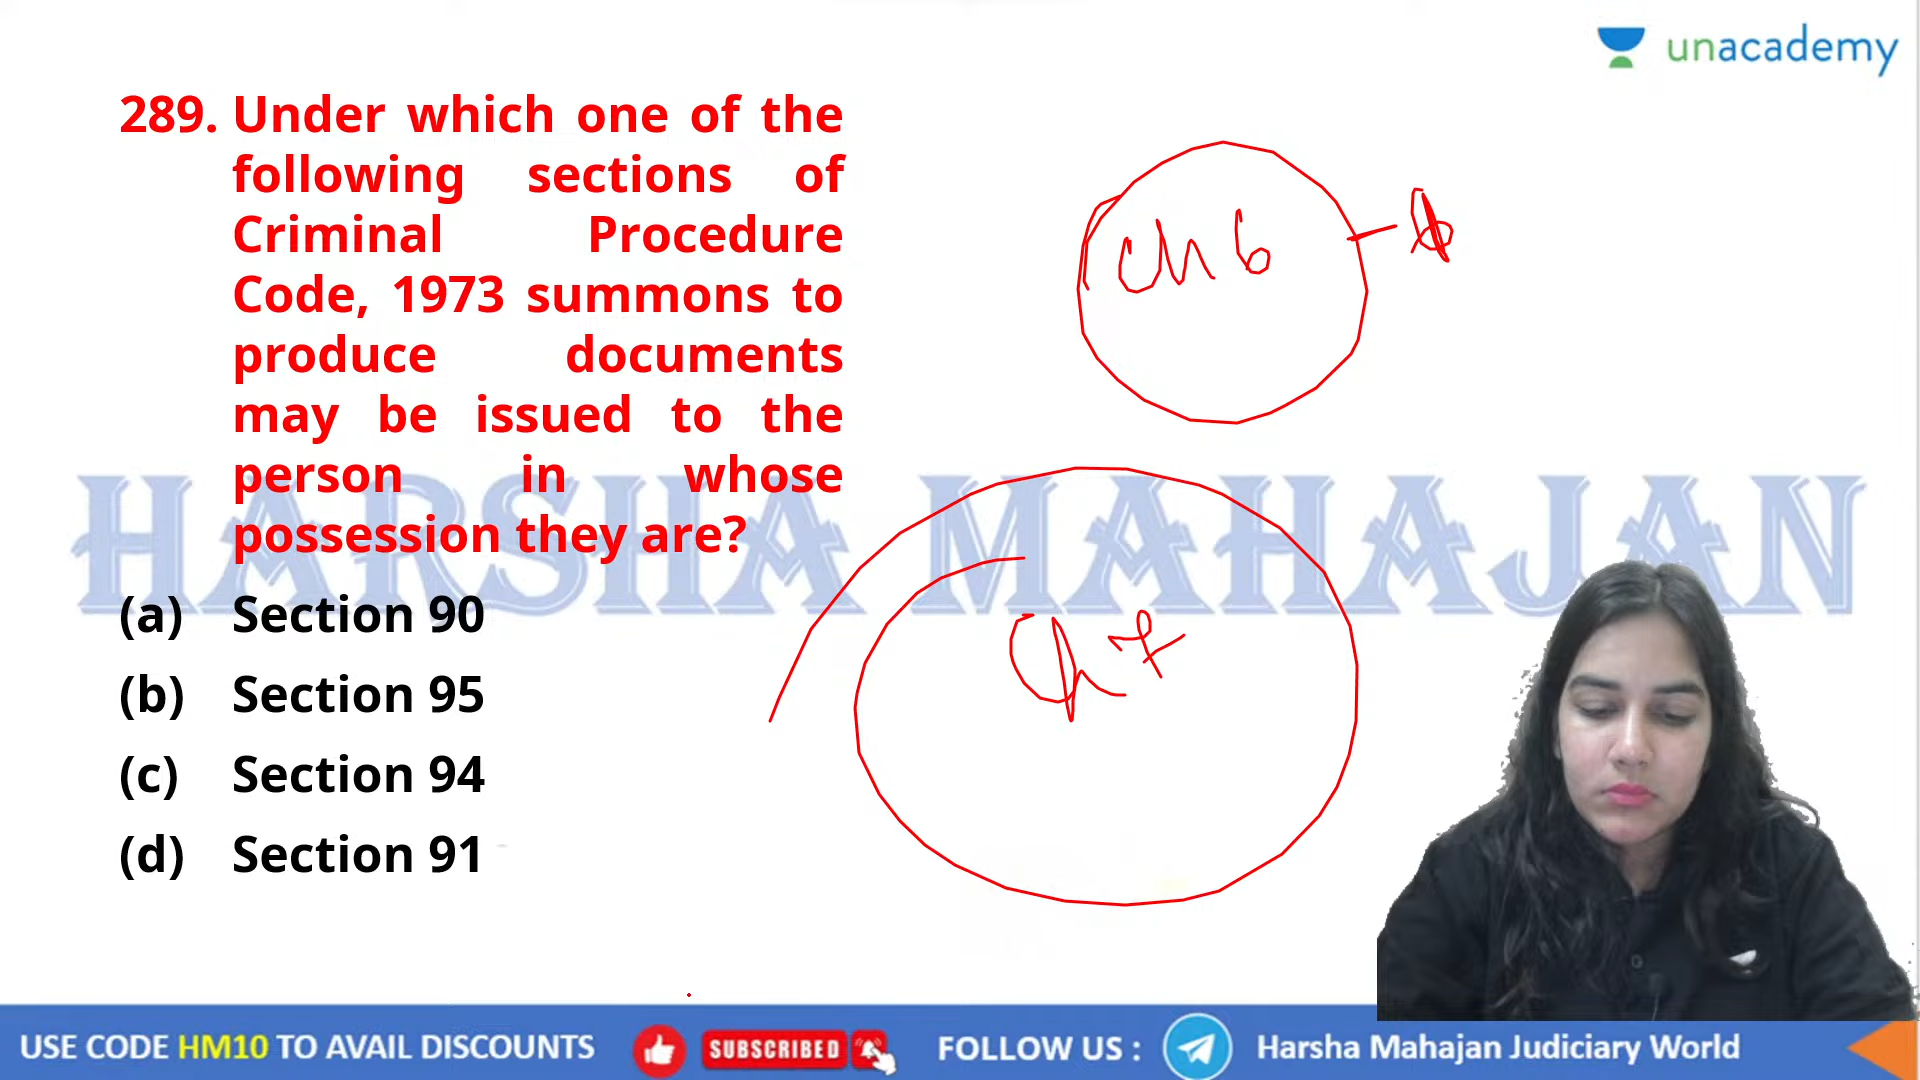 unacademy
289. Under which one of the
following sections of
Criminal Procedure
Code, 1973 summons to
produce documents
may be issued to the
person in whose
possession they are?
(a) Section 90
(b) Section 95
(c) Section 94
(d) Section 91
Ch 6
Ch 7
HARSHA MAHAJAN
USE CODE HM10 TO AVAIL DISCOUNTS
SUBSCRIBED
FOLLOW US :
Harsha Mahajan Judiciary World